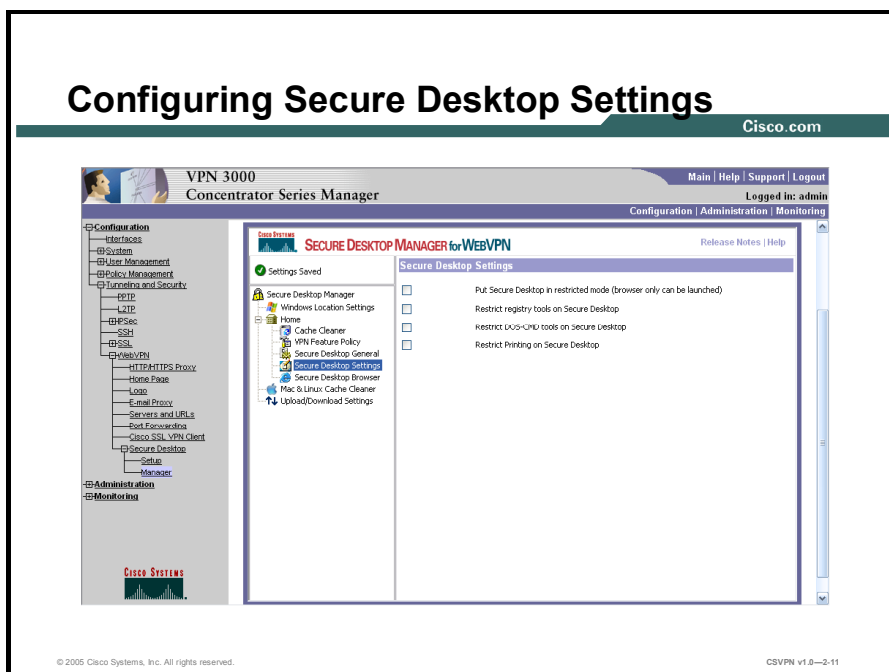 Configuring Secure Desktop Settings
Cisco.com
VPN 3000
Concentrator Series Manager
Main | Help | Support | Logout
Logged in: admin
Configuration | Administration | Monitoring
Configuration
Interfaces
System
User Management
Policy Management
Tunneling and Security
PPTP
L2TP
IPSec
SSH
SSL
WebVPN
HTTP/HTTPS Proxy
Home Page
Logo
E-mail Proxy
Servers and URLs
Port Forwarding
Cisco SSL VPN Client
Secure Desktop
Setup
Manager
Administration
Monitoring
CISCO SYSTEMS
CISCO SYSTEMS
SECURE DESKTOP MANAGER for WEBVPN
Release Notes | Help
Settings Saved
Secure Desktop Manager
Windows Location Settings
Home
Cache Cleaner
VPN Feature Policy
Secure Desktop General
Secure Desktop Settings
Secure Desktop Browser
Mac & Linux Cache Cleaner
Upload/Download Settings
Secure Desktop Settings
Put Secure Desktop in restricted mode (browser only can be launched)
Restrict registry tools on Secure Desktop
Restrict DOS-CMD tools on Secure Desktop
Restrict Printing on Secure Desktop
© 2005 Cisco Systems, Inc. All rights reserved.
CSVPN v1.0—2-11